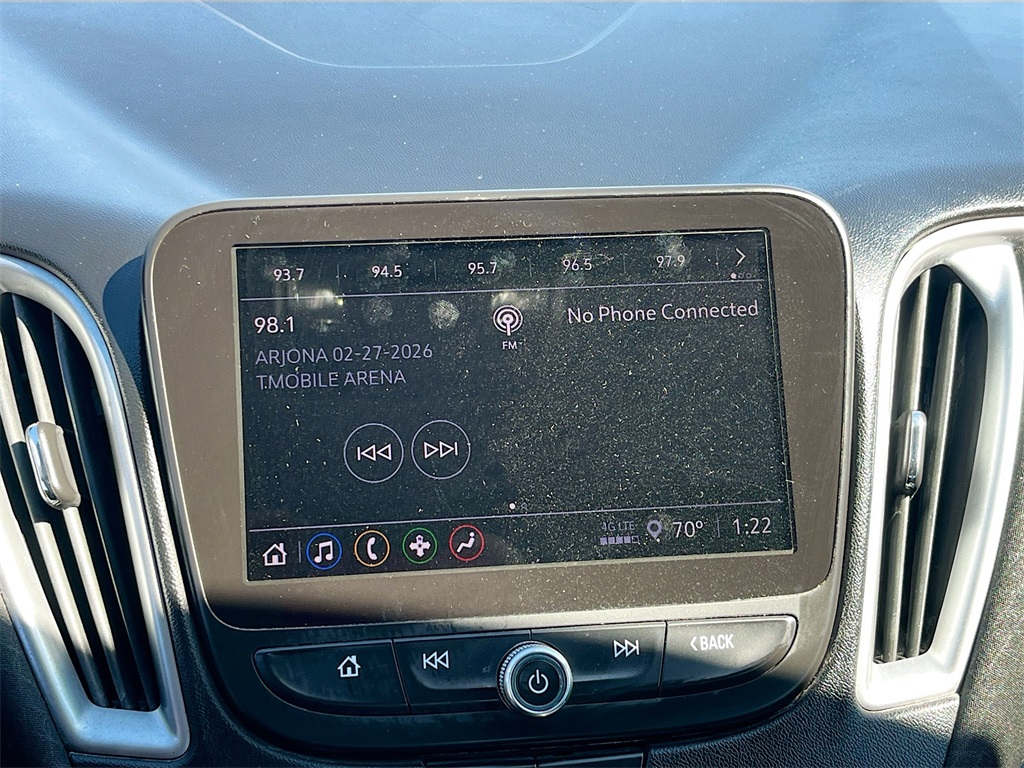 93.7 94.5 95.7 96.5 97.9
98.1
FM
No Phone Connected
ARJONA 02-27-2026
T.MOBILE ARENA
4G LTE
70° 1:22
BACK